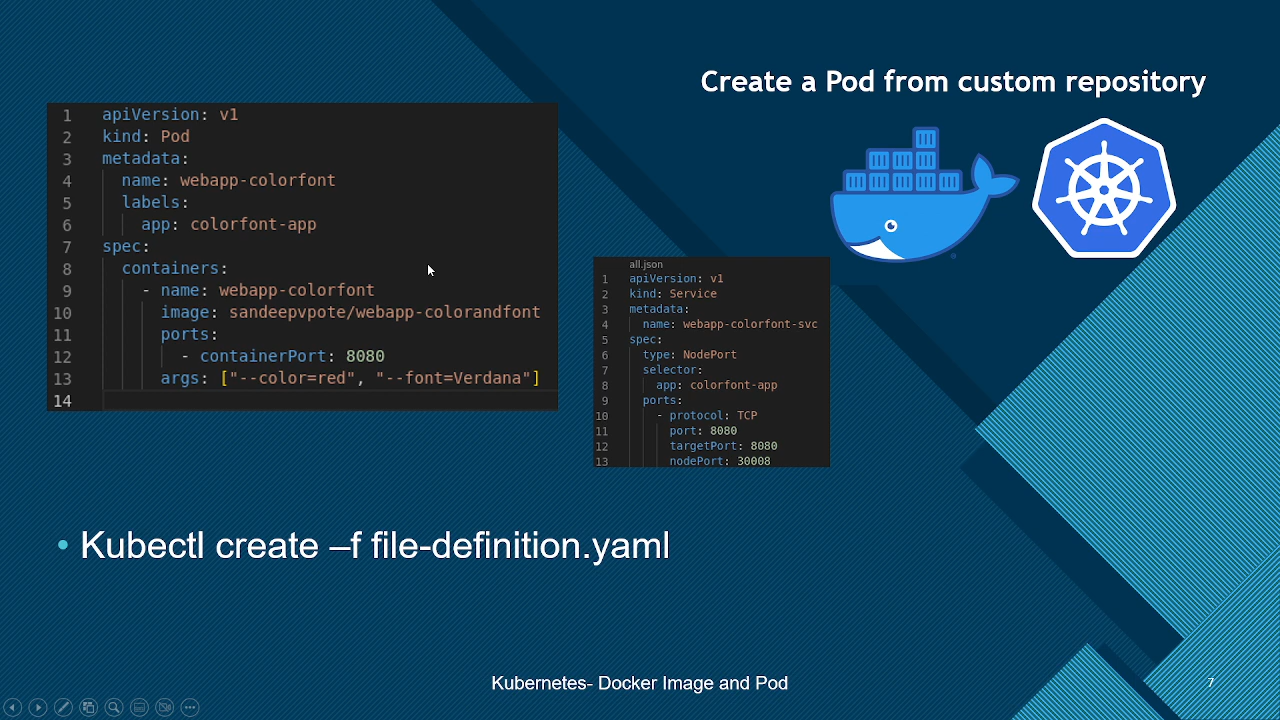 Create a Pod from custom repository
1 apiVersion: v1
2 kind: Pod
3 metadata:
4 name: webapp-colorfont
5 labels:
6 app: colorfont-app
7 spec:
8 containers:
9 - name: webapp-colorfont
10 image: sandeepvpote/webapp-colorandfont
11 ports:
12 - containerPort: 8080
13 args: ["--color=red", "--font=Verdana"]
14
all.json
1 apiVersion: v1
2 kind: Service
3 metadata:
4 name: webapp-colorfont-svc
5 spec:
6 type: NodePort
7 selector:
8 app: colorfont-app
9 ports:
10 - protocol: TCP
11 port: 8080
12 targetPort: 8080
13 nodePort: 30008
• Kubectl create –f file-definition.yaml
Kubernetes- Docker Image and Pod
7